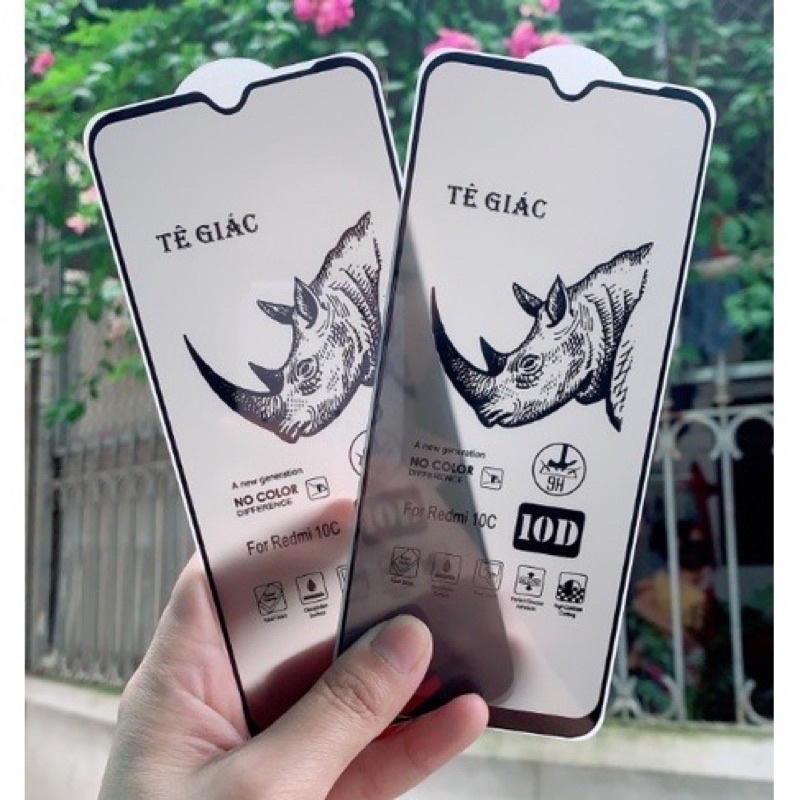 TÊ GIÁC
A new generation
NO COLOR
DIFFERENCE
For Redmi 10C
TÊ GIÁC
A new generation
NO COLOR
DIFFERENCE
9H
For Redmi 10C
10D